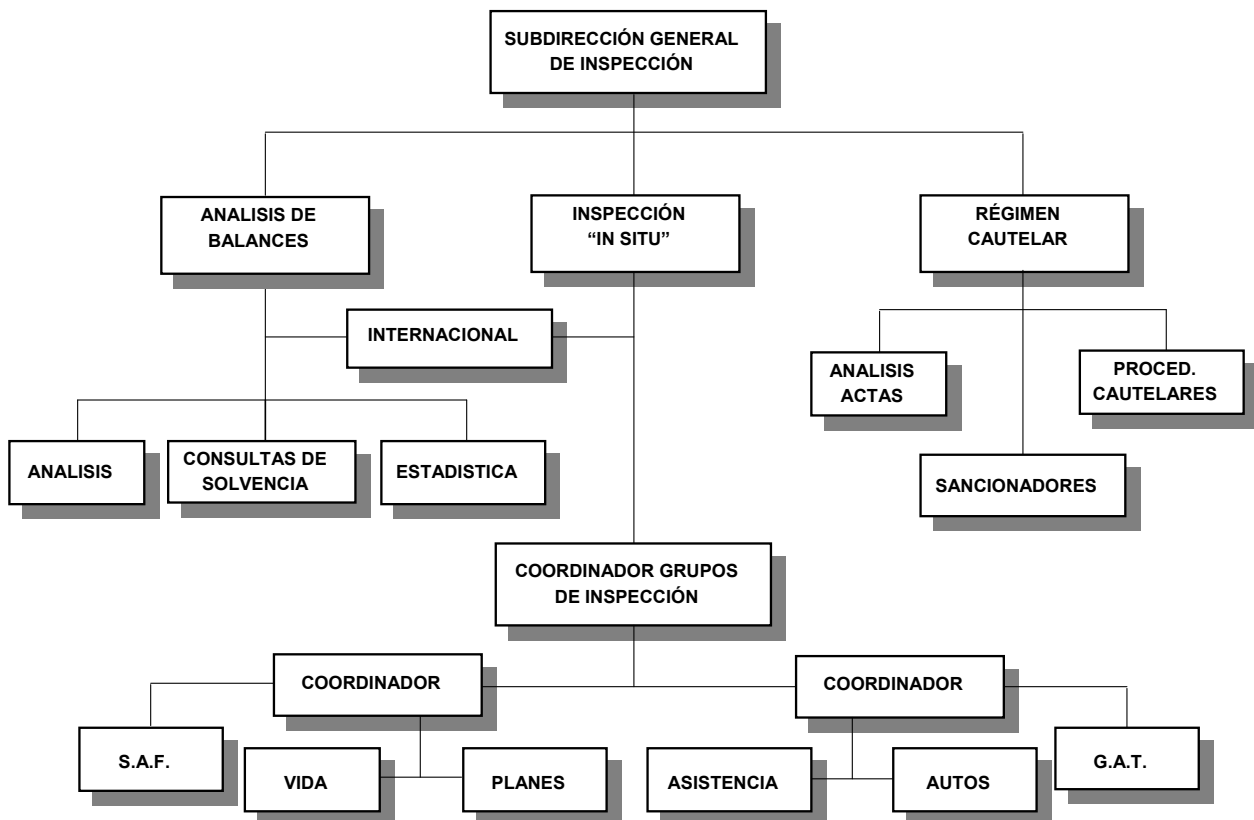 SUBDIRECCIÓN GENERAL
DE INSPECCIÓN
ANALISIS DE
BALANCES
INSPECCIÓN
“IN SITU”
RÉGIMEN
CAUTELAR
INTERNACIONAL
ANALISIS
ACTAS
PROCED.
CAUTELARES
ANALISIS
CONSULTAS DE
SOLVENCIA
ESTADISTICA
SANCIONADORES
COORDINADOR GRUPOS
DE INSPECCIÓN
COORDINADOR
COORDINADOR
S.A.F.
VIDA
PLANES
ASISTENCIA
AUTOS
G.A.T.